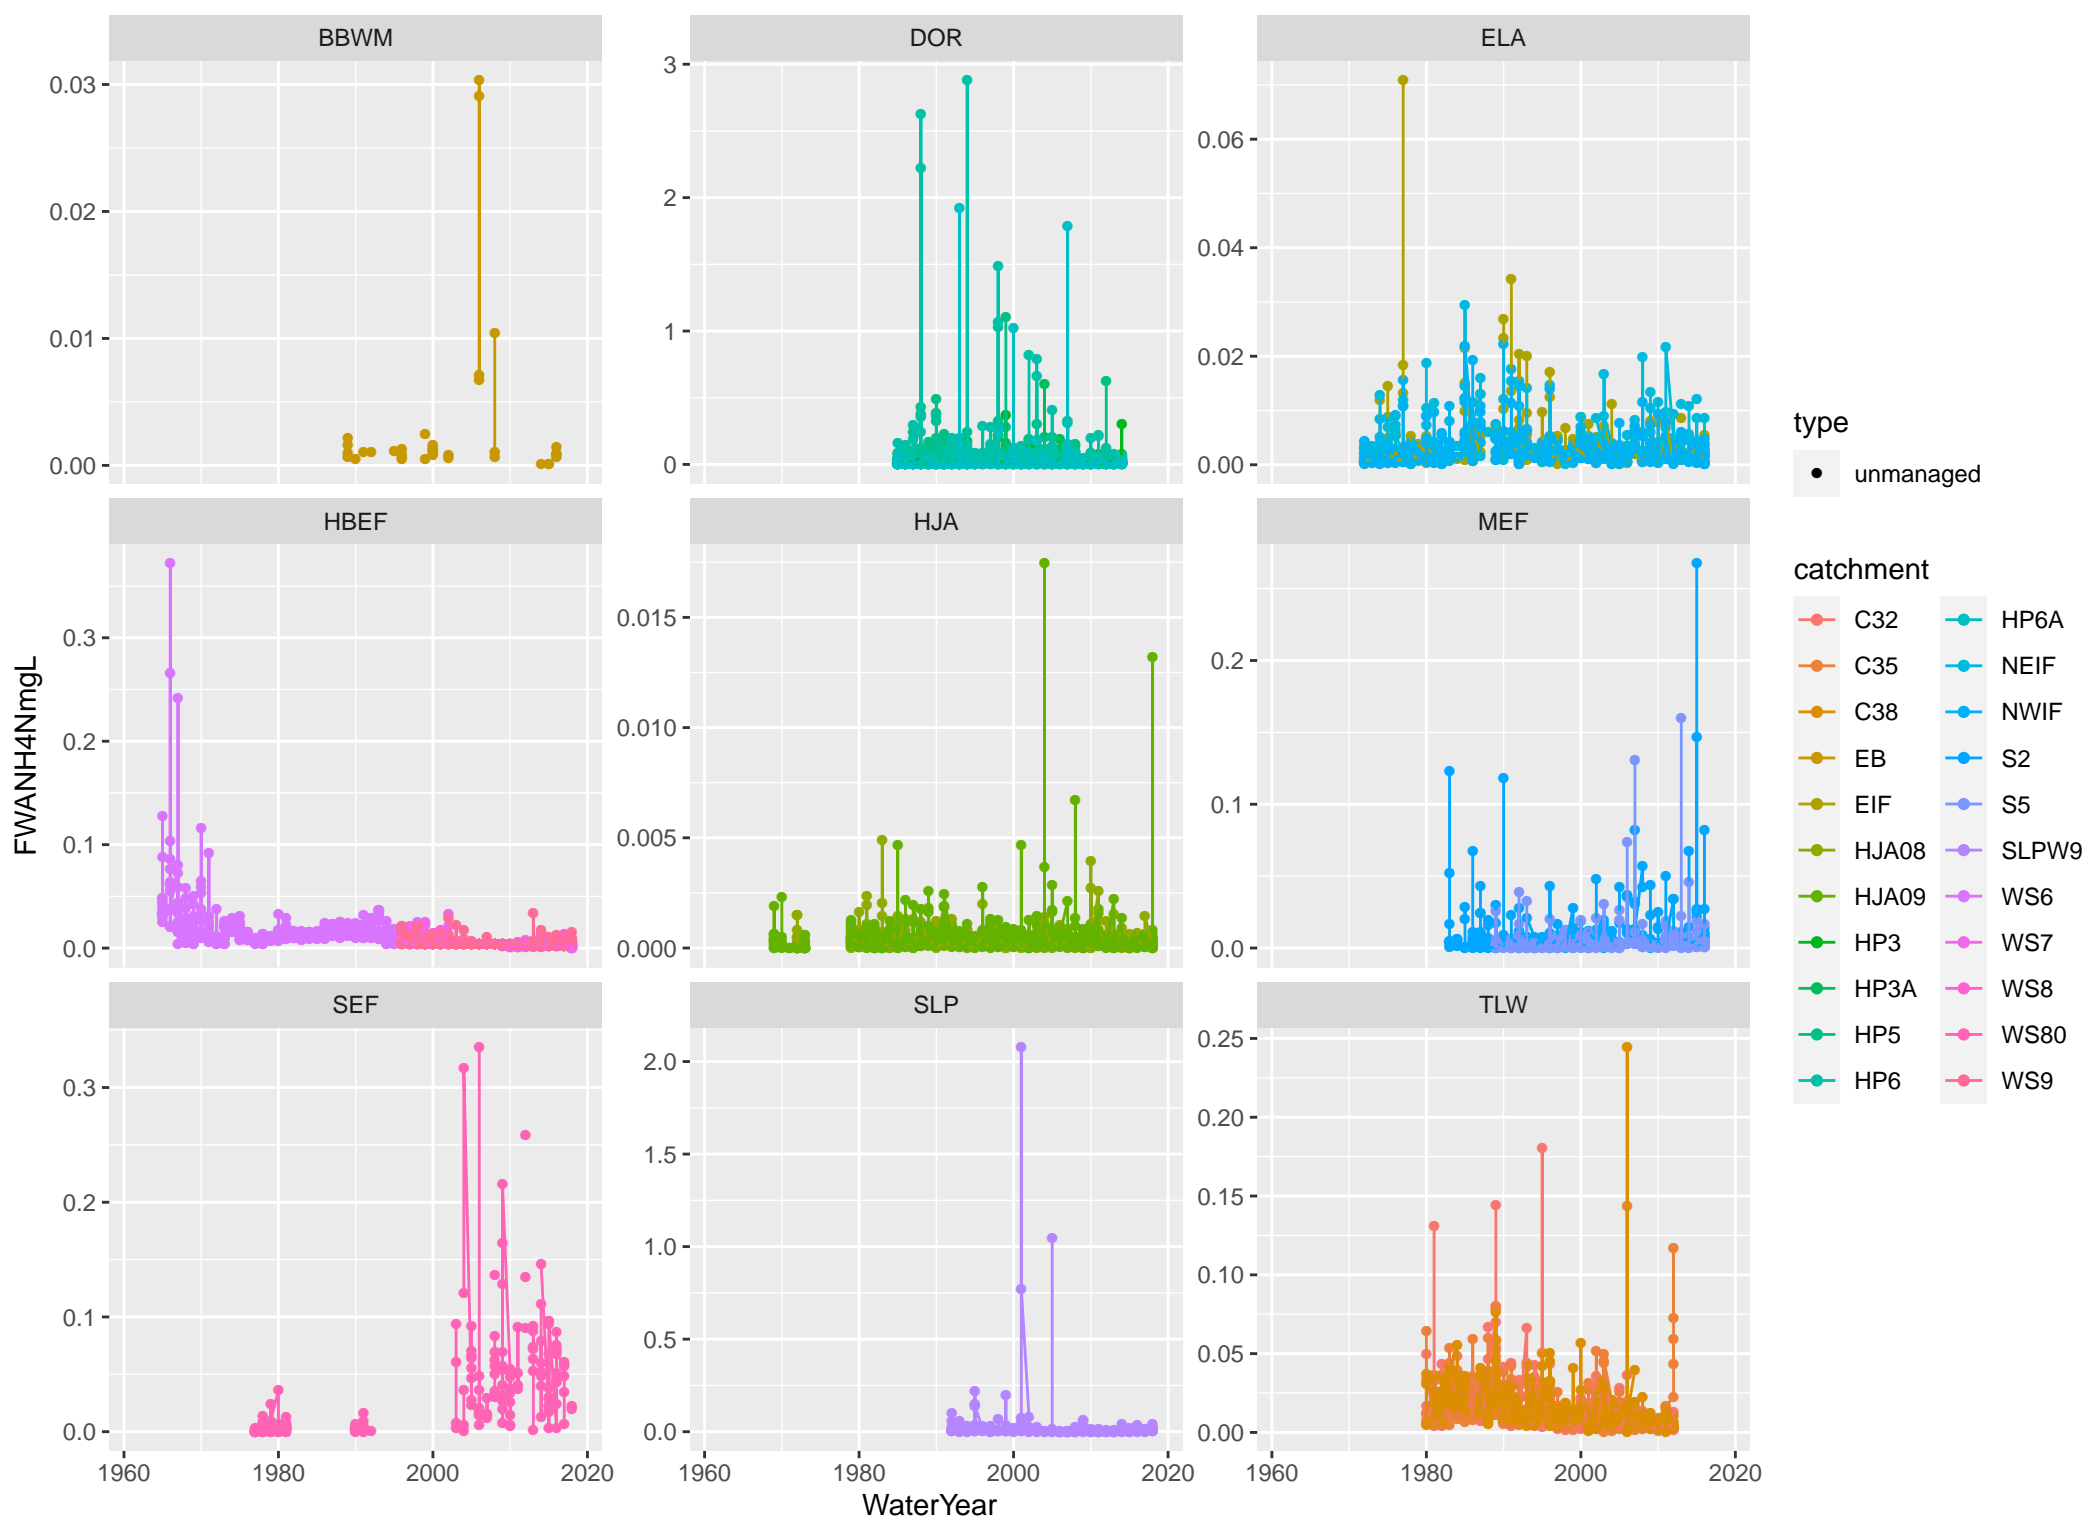 BBWM
DOR
ELA
0.03
0.02
0.01
0.00
3
2
1
0
0.06
0.04
0.02
0.00
HBEF
HJA
MEF
0.3
0.2
0.1
0.0
0.015
0.010
0.005
0.000
0.2
0.1
0.0
SEF
SLP
TLW
0.3
0.2
0.1
0.0
2.0
1.5
1.0
0.5
0.0
0.25
0.20
0.15
0.10
0.05
0.00
1960 1980 2000 2020
1960 1980 2000 2020
1960 1980 2000 2020
WaterYear
FWANH4NmgL
type
unmanaged
catchment
C32
C35
C38
EB
EIF
HJA08
HJA09
HP3
HP3A
HP5
HP6
HP6A
NEIF
NWIF
S2
S5
SLPW9
WS6
WS7
WS8
WS80
WS9